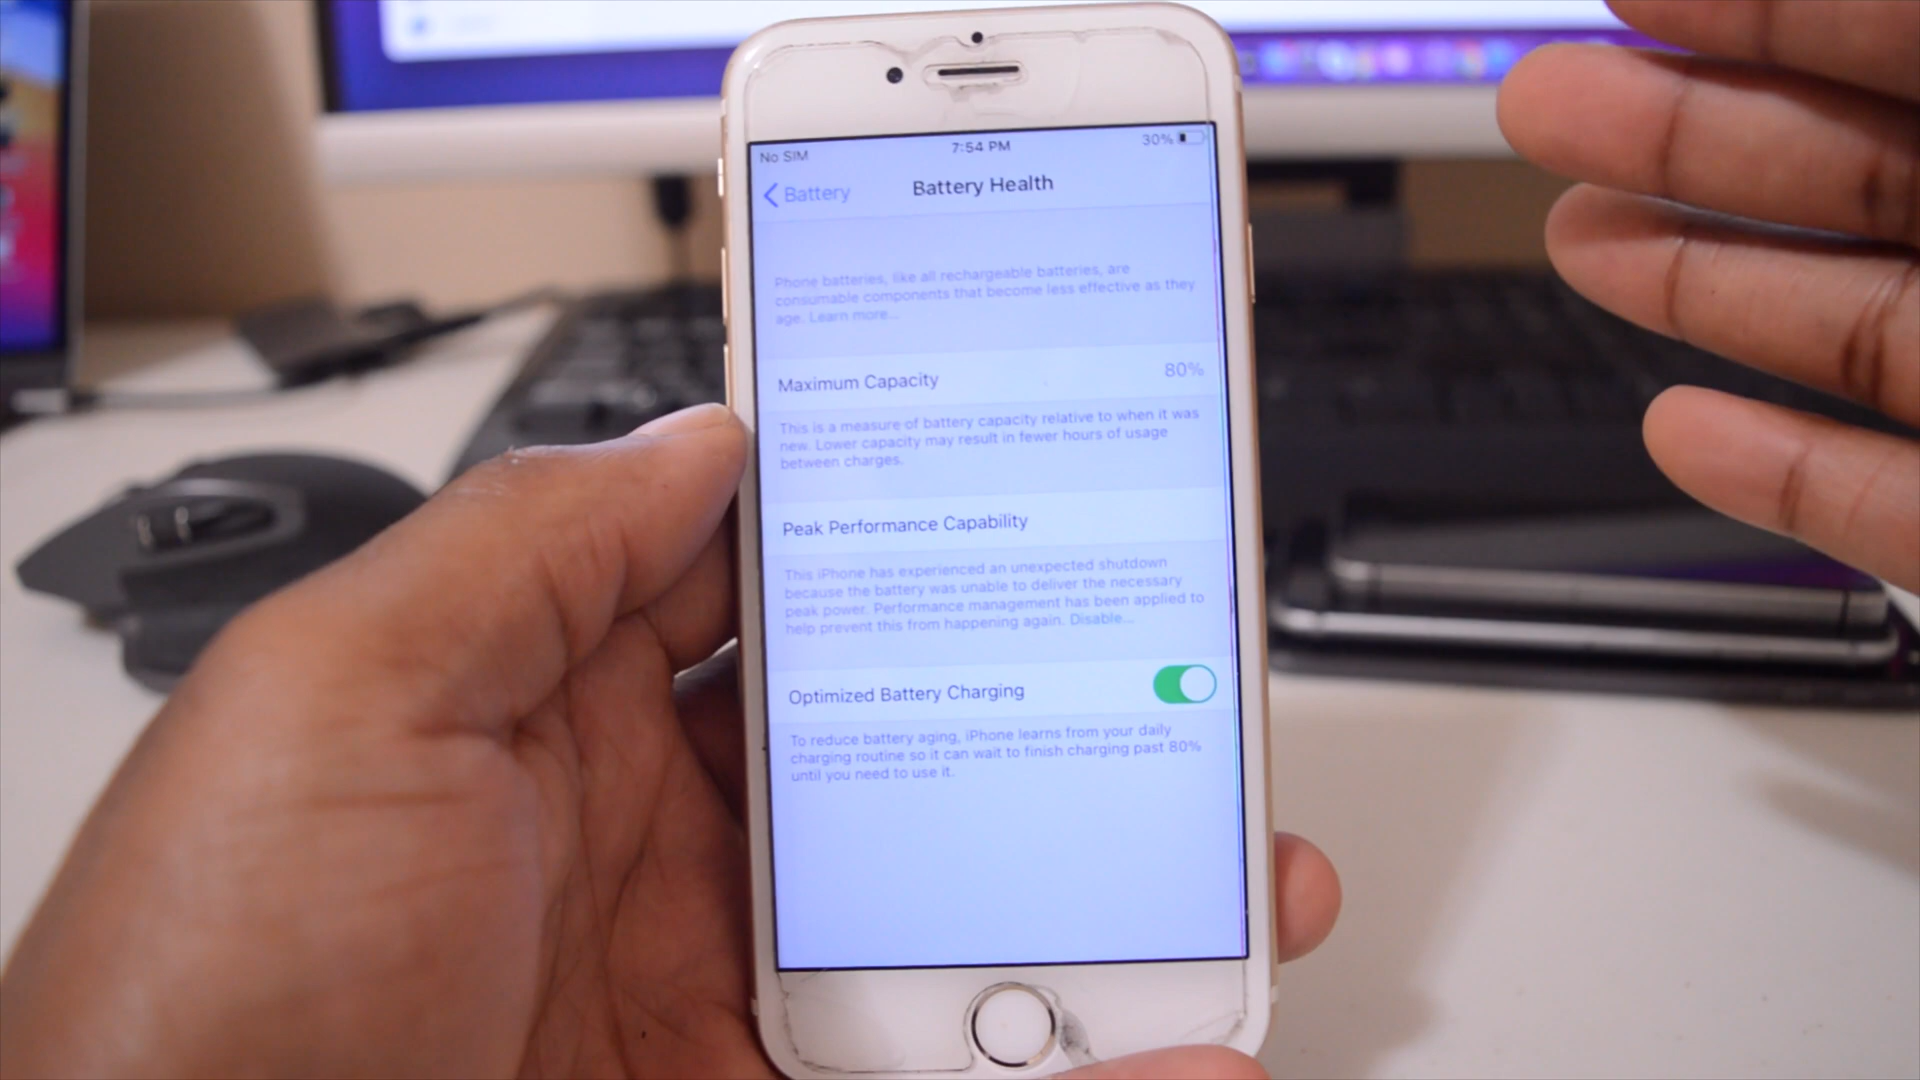 No SIM 7:54 PM 30%
Battery Battery Health
Phone batteries, like all rechargeable batteries, are
consumable components that become less effective as they
age. Learn more...
Maximum Capacity 80%
This is a measure of battery capacity relative to when it was
new. Lower capacity may result in fewer hours of usage
between charges.
Peak Performance Capability
This iPhone has experienced an unexpected shutdown
because the battery was unable to deliver the necessary
peak power. Performance management has been applied to
help prevent this from happening again. Disable...
Optimized Battery Charging
To reduce battery aging, iPhone learns from your daily
charging routine so it can wait to finish charging past 80%
until you need to use it.